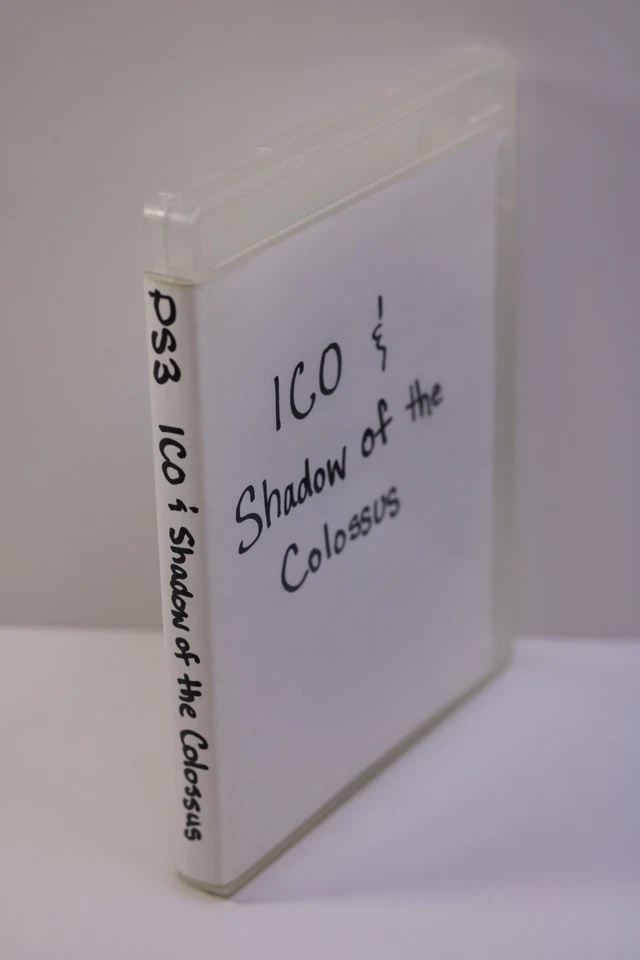 PS3 ICO & Shadow of the Colossus
ICO &
Shadow of the
Colossus